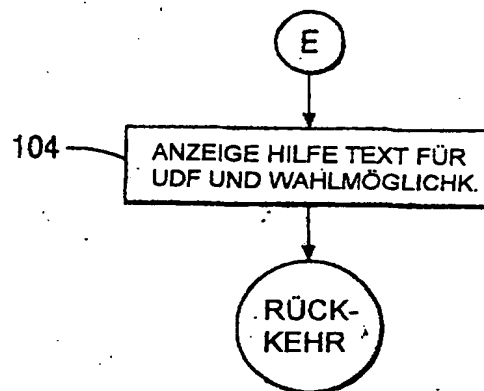 E
104
ANZEIGE HILFE TEXT FÜR
UDF UND WAHLMÖGLICHK.
RÜCK-
KEHR